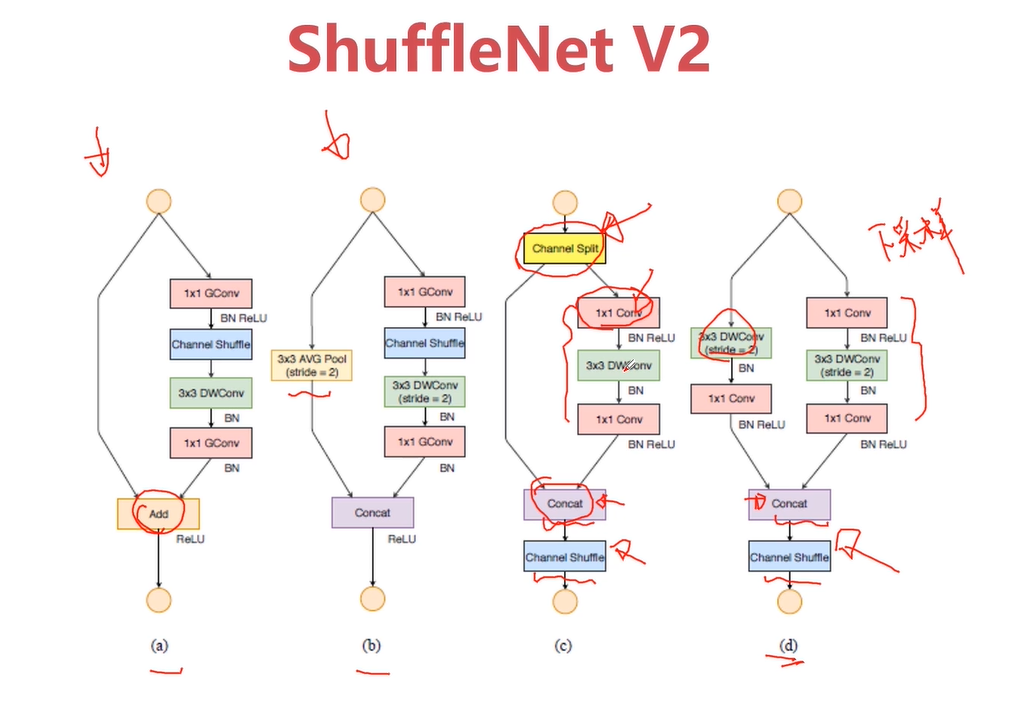 ShuffleNet V2
下采样
1x1 GConv
BN ReLU
Channel Shuffle
3x3 DWConv
BN
1x1 GConv
BN
Add
ReLU
(a)
1x1 GConv
BN ReLU
Channel Shuffle
3x3 AVG Pool
(stride = 2)
3x3 DWConv
(stride = 2)
BN
1x1 GConv
BN
Concat
ReLU
(b)
Channel Split
1x1 Conv
BN ReLU
3x3 DWConv
BN
1x1 Conv
BN ReLU
Concat
Channel Shuffle
(c)
3x3 DWConv
(stride = 2)
BN
1x1 Conv
BN ReLU
1x1 Conv
BN ReLU
3x3 DWConv
(stride = 2)
BN
1x1 Conv
BN ReLU
Concat
Channel Shuffle
(d)